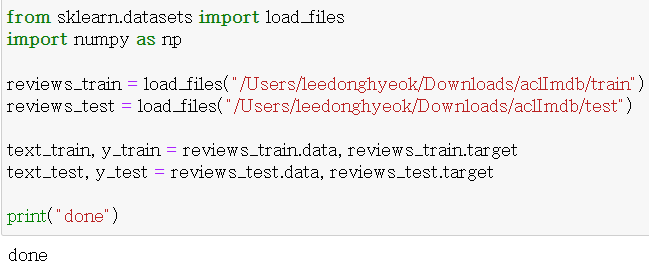 from sklearn.datasets import load_files
import numpy as np
reviews_train = load_files("/Users/leedonghyeok/Downloads/aclImdb/train")
reviews_test = load_files("/Users/leedonghyeok/Downloads/aclImdb/test")
text_train, y_train = reviews_train.data, reviews_train.target
text_test, y_test = reviews_test.data, reviews_test.target
print("done")
done